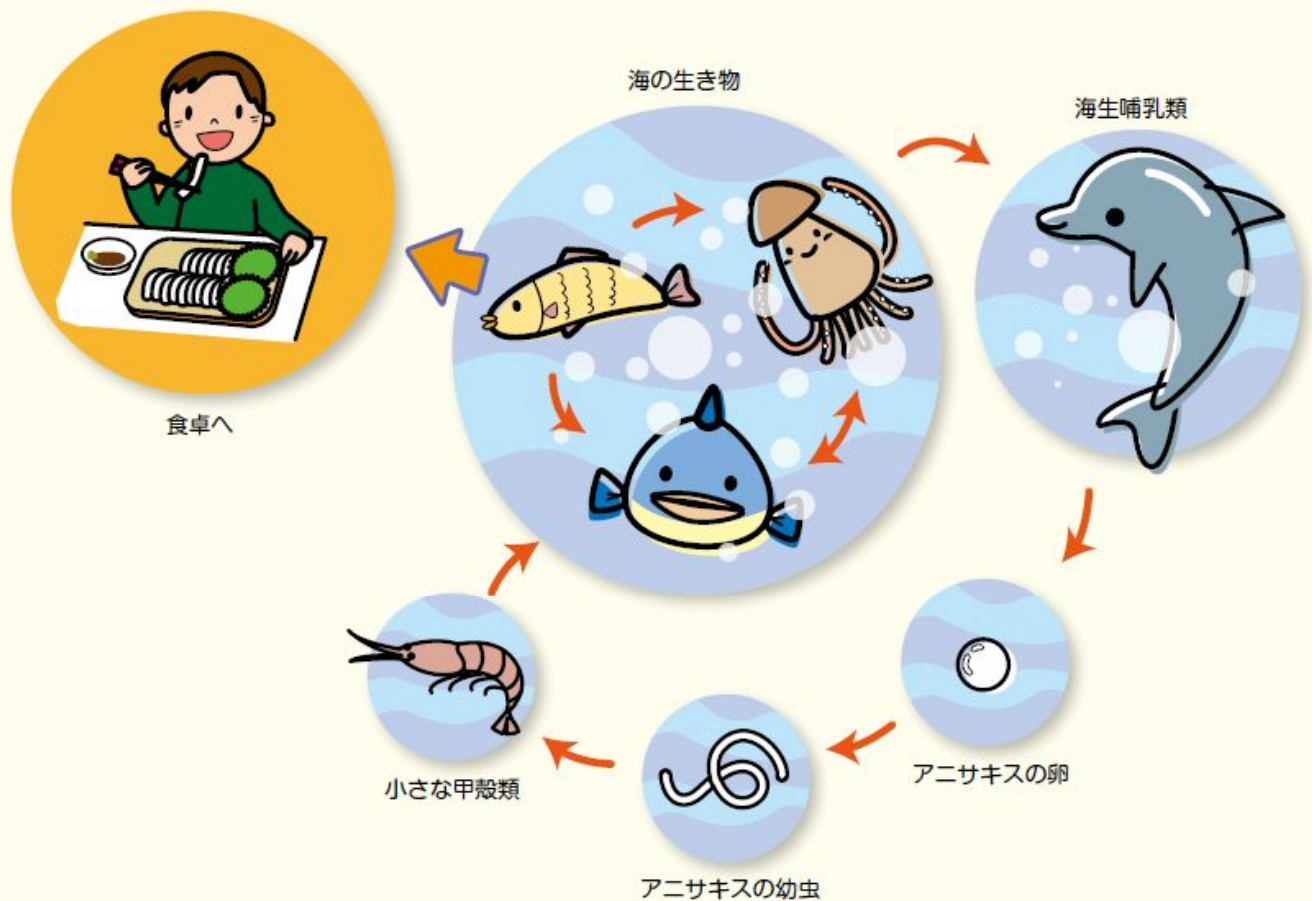 海の生き物
海生哺乳類
食卓へ
アニサキスの卵
小さな甲殻類
アニサキスの幼虫